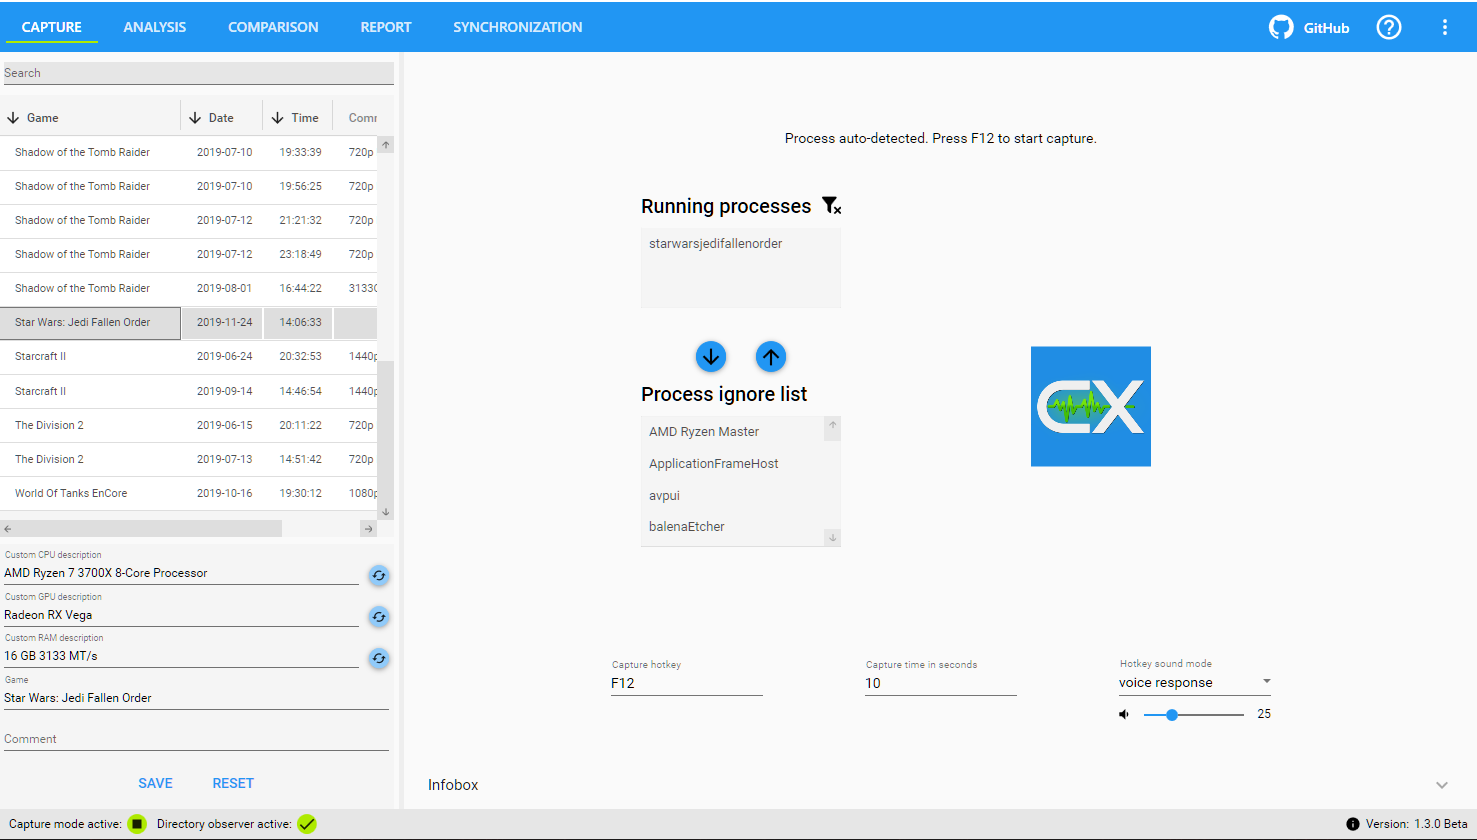 CAPTURE ANALYSIS COMPARISON REPORT SYNCHRONIZATION GitHub
Search
Game Date Time Comr
Shadow of the Tomb Raider 2019-07-10 19:33:39 720p
Shadow of the Tomb Raider 2019-07-10 19:56:25 720p
Shadow of the Tomb Raider 2019-07-12 21:21:32 720p
Shadow of the Tomb Raider 2019-07-12 23:18:49 720p
Shadow of the Tomb Raider 2019-08-01 16:44:22 3133
Star Wars: Jedi Fallen Order 2019-11-24 14:06:33
Starcraft II 2019-06-24 20:32:53 1440p
Starcraft II 2019-09-14 14:46:54 1440p
The Division 2 2019-06-15 20:11:22 720p
The Division 2 2019-07-13 14:51:42 720p
World Of Tanks EnCore 2019-10-16 19:30:12 1080p
Custom CPU description
AMD Ryzen 7 3700X 8-Core Processor
Custom GPU description
Radeon RX Vega
Custom RAM description
16 GB 3133 MT/s
Game
Star Wars: Jedi Fallen Order
Comment
SAVE RESET
Process auto-detected. Press F12 to start capture.
Running processes
starwarsjedifallenorder
Process ignore list
AMD Ryzen Master
ApplicationFrameHost
avpui
balenaEtcher
CX
Capture hotkey
F12
Capture time in seconds
10
Hotkey sound mode
voice response
25
Infobox
Capture mode active: Directory observer active: Version: 1.3.0 Beta